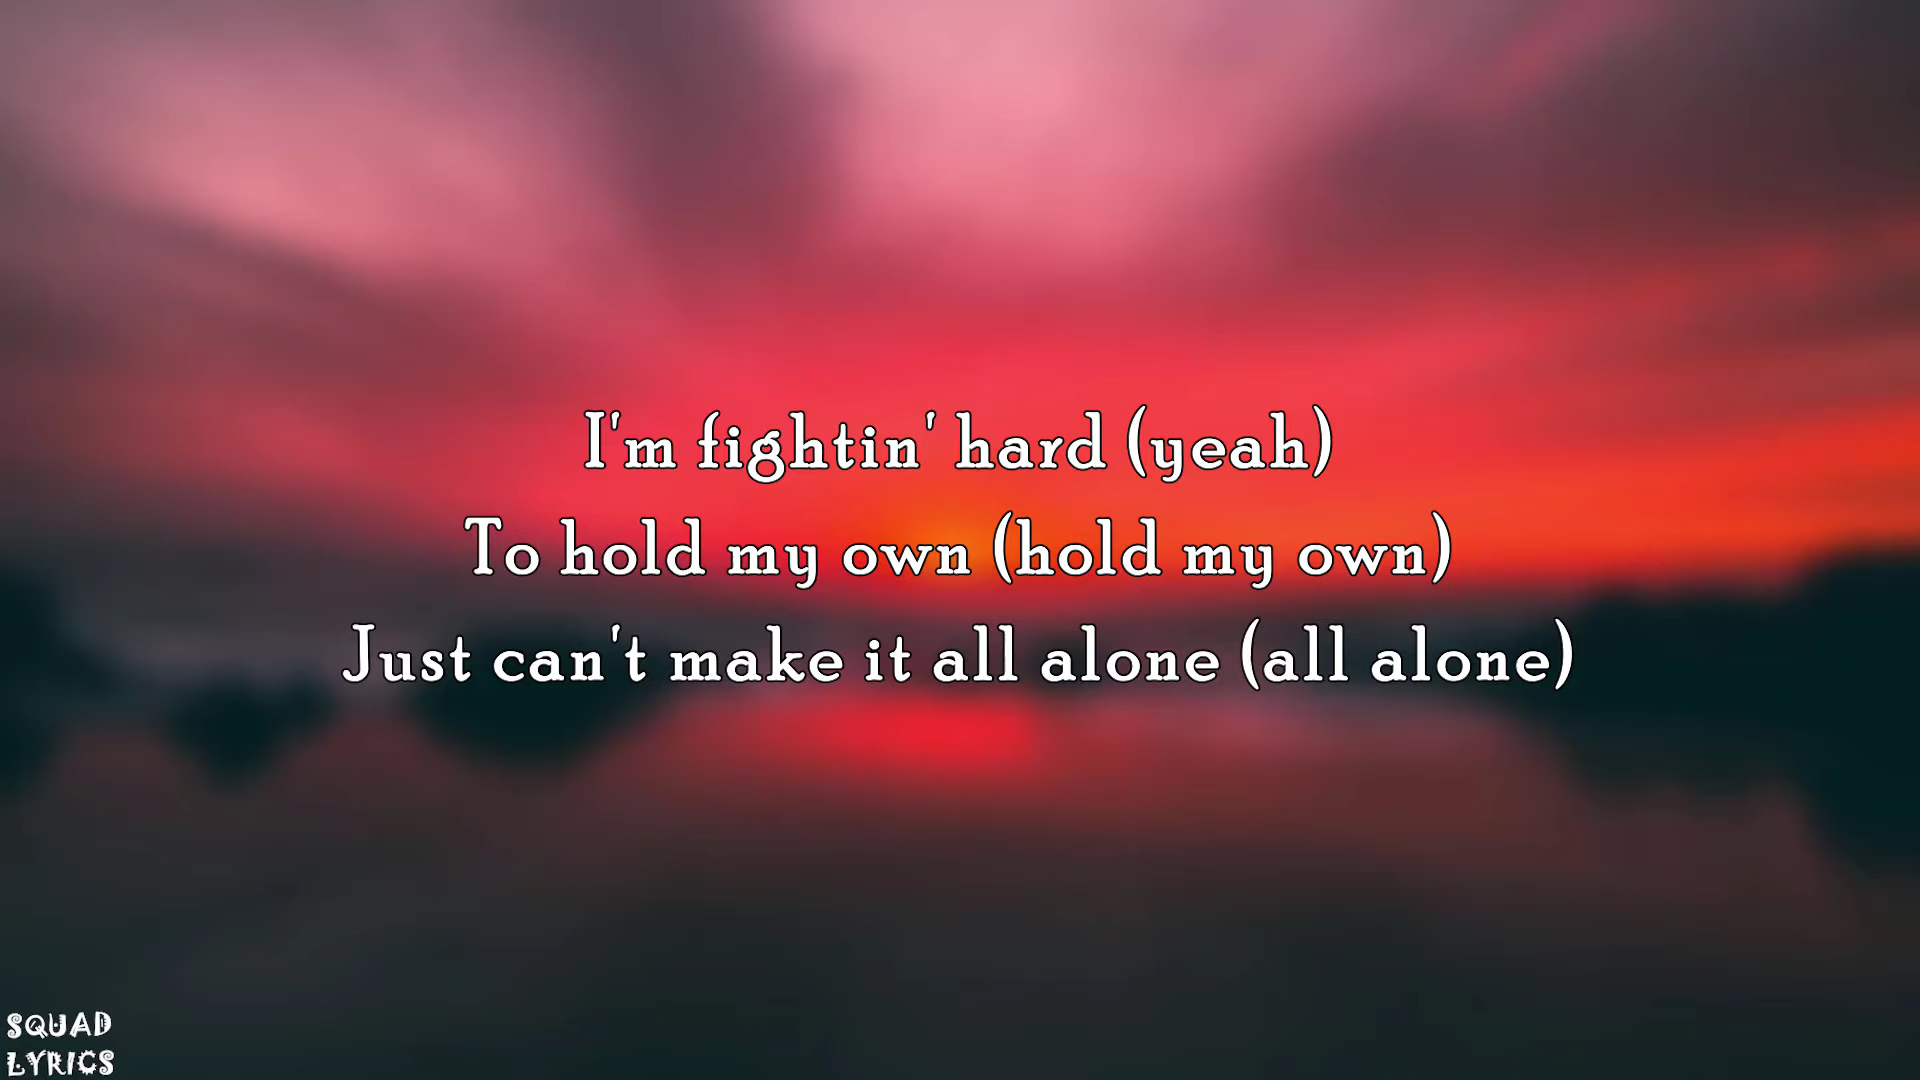 I'm fightin' hard (yeah)
To hold my own (hold my own)
Just can't make it all alone (all alone)
SQUAD
LYRICS